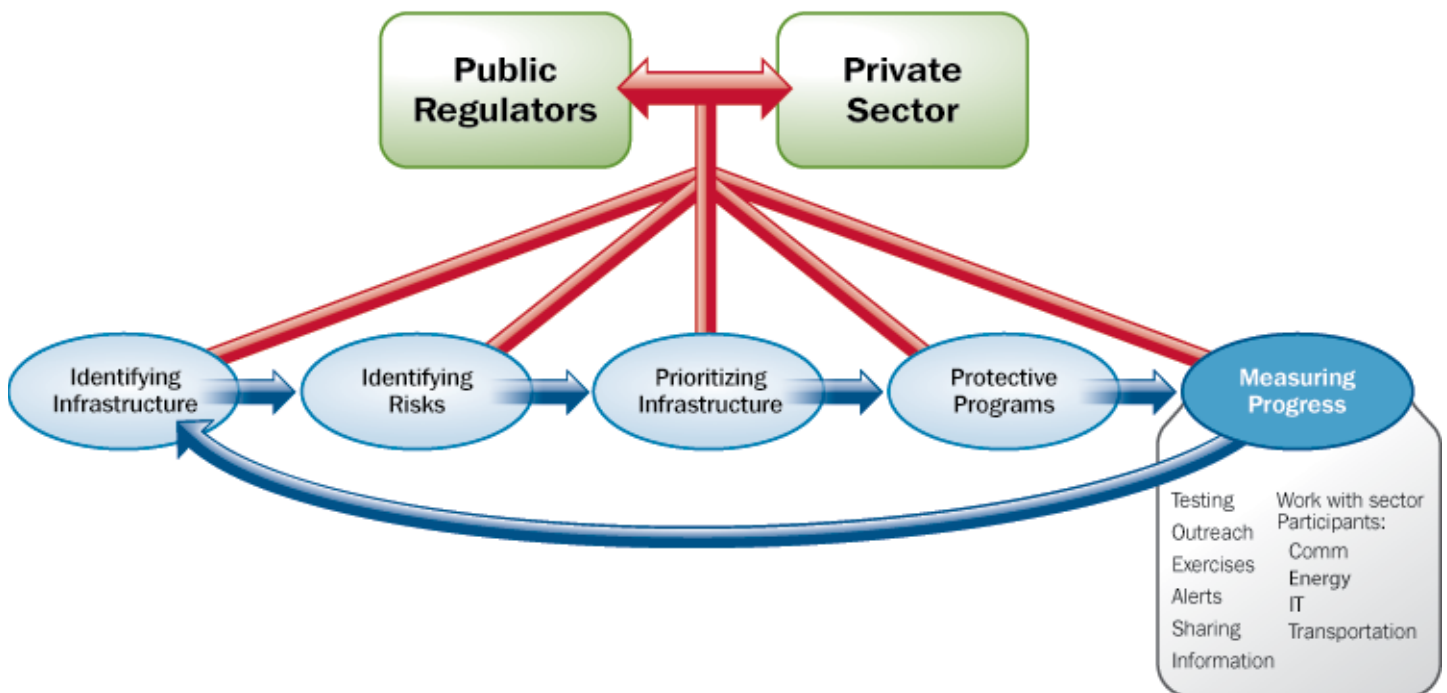 Public
Regulators
Private
Sector
Identifying
Infrastructure
Identifying
Risks
Prioritizing
Infrastructure
Protective
Programs
Measuring
Progress
Testing
Outreach
Exercises
Alerts
Sharing
Information
Work with sector
Participants:
Comm
Energy
IT
Transportation